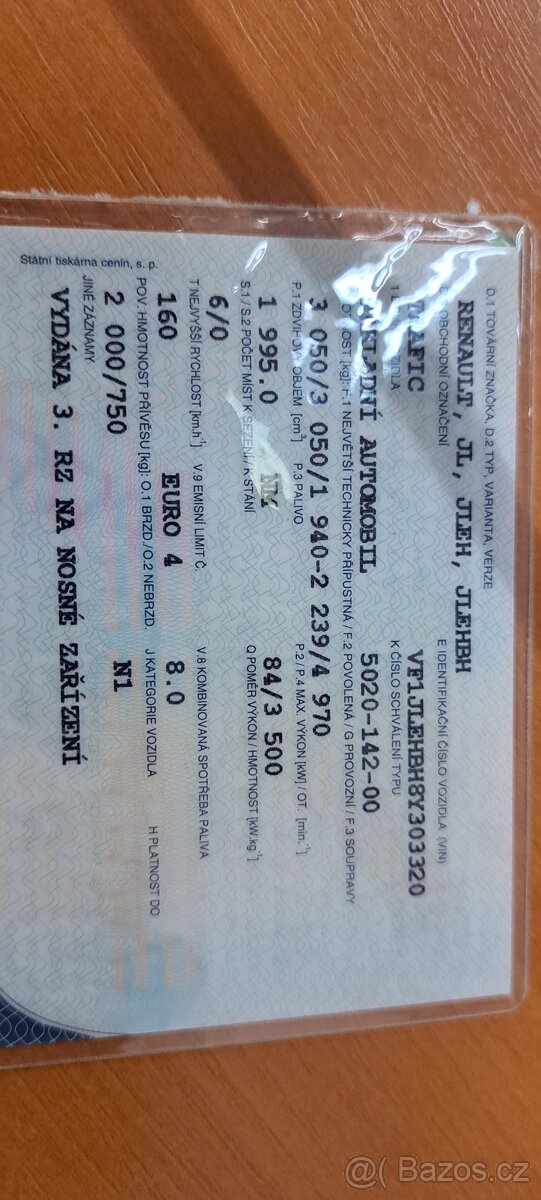 D.1 TOVÁRNÍ ZNAČKA, D.2 TYP, VARIANTA, VERZE
RENAULT, JL, JLEH, JLEHBH
OBCHODNÍ OZNAČENÍ E IDENTIFIKAČNÍ ČÍSLO VOZIDLA (VIN)
TRAFIC VF1JLEHBH8Y303320
K ČÍSLO SCHVÁLENÍ TYPU
NÁKLADNÍ AUTOMOBIL 5020-142-00
[kg]: F.1 NEJVĚTŠÍ TECHNICKY PŘÍPUSTNÁ / F.2 POVOLENÁ / G PROVOZNÍ / F.3 SOUPRAVY
3 050/3 050/1 940-2 239/4 970
P.1 ZDVIHOVÝ OBJEM [cm³] P.3 PALIVO P.2 / P.4 MAX. VÝKON [kW] / OT. [min.⁻¹]
1 995.0 NM 84/3 500
S.1 / S.2 POČET MÍST K SEZENÍ / K STÁNÍ Q POMĚR VÝKON / HMOTNOST [kW.kg⁻¹]
6/0
T NEJVYŠŠÍ RYCHLOST [km.h⁻¹] V.9 EMISNÍ LIMIT Č. V.8 KOMBINOVANÁ SPOTŘEBA PALIVA
160 EURO 4 8.0
POV. HMOTNOST PŘÍVĚSU [kg]: O.1 BRZD./O.2 NEBRZD. J KATEGORIE VOZIDLA H PLATNOST DO
2 000/750 N1
JINÉ ZÁZNAMY
VYDÁNA 3. RZ NA NOSNÉ ZAŘÍZENÍ
Státní tiskárna cenin, s. p.
@ Bazos.cz